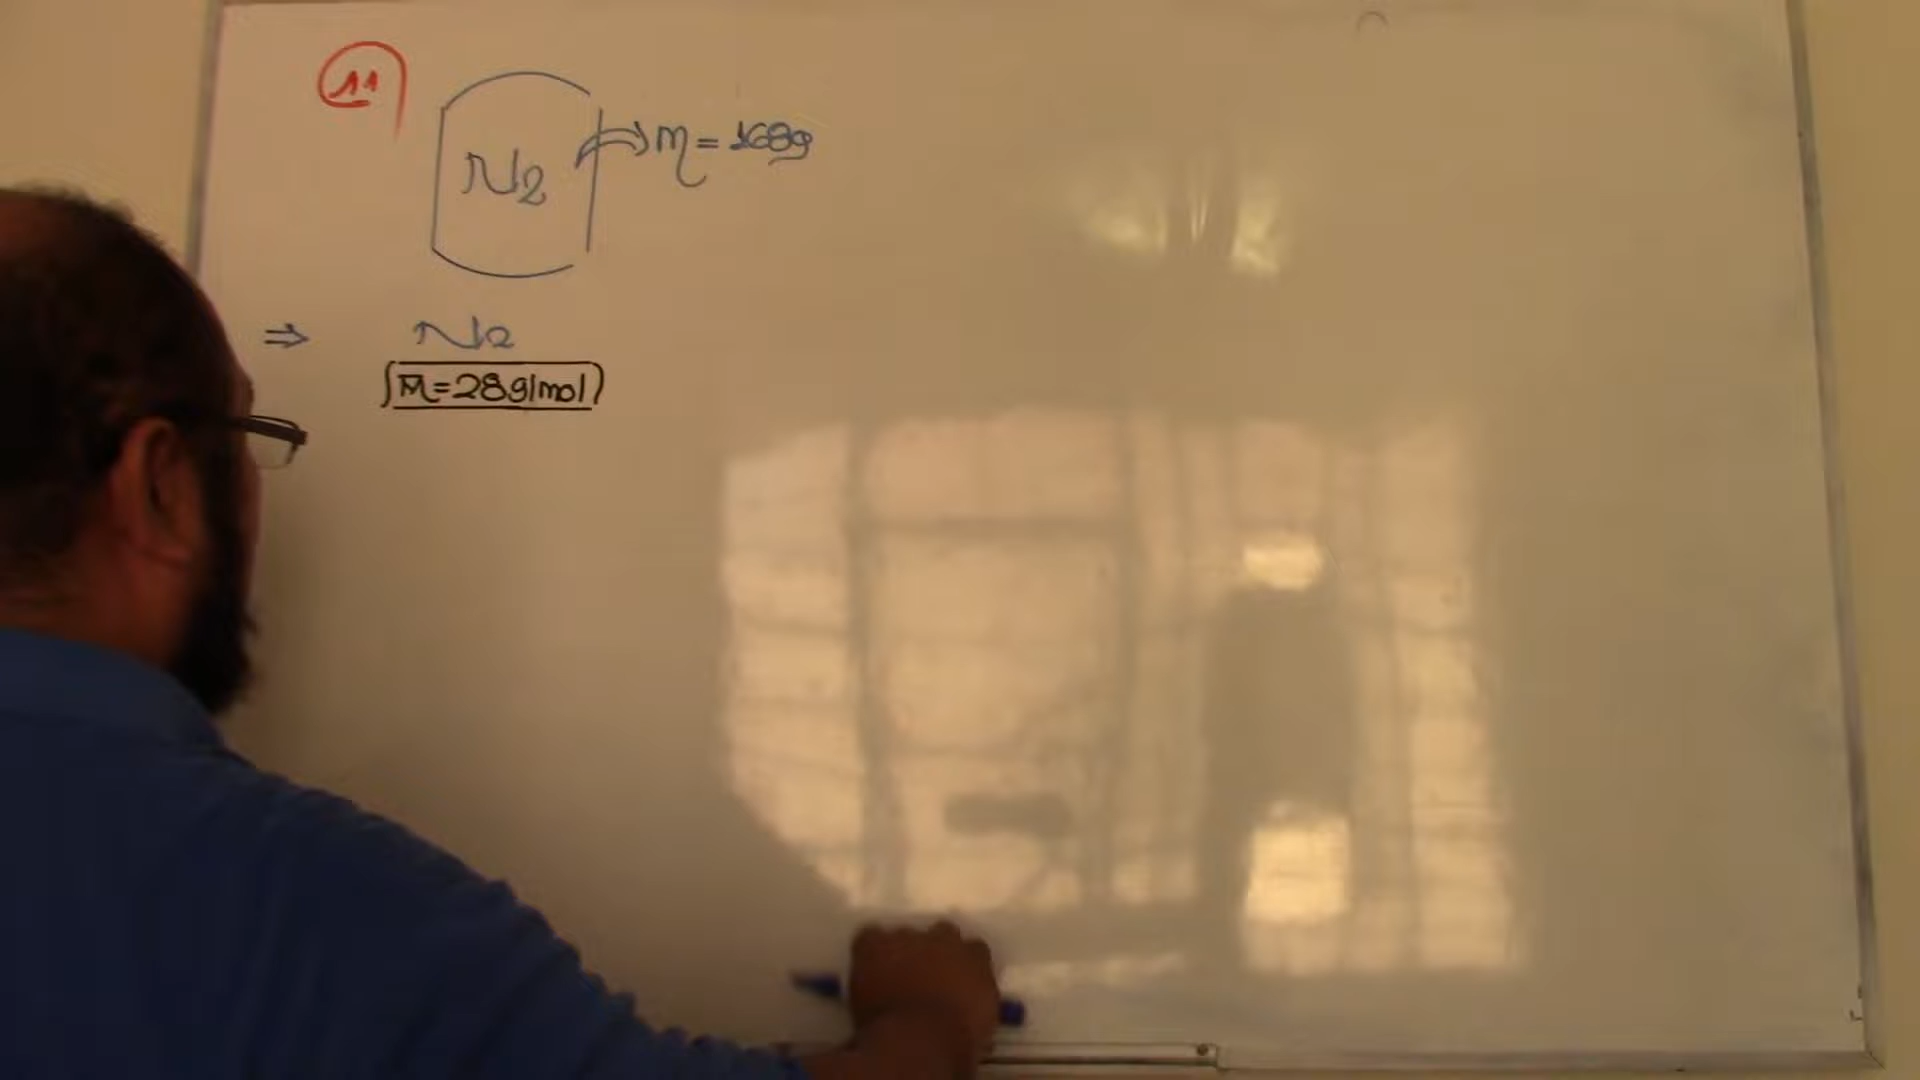 11
N2 m = 168g
⇒ N2
(M = 28g/mol)